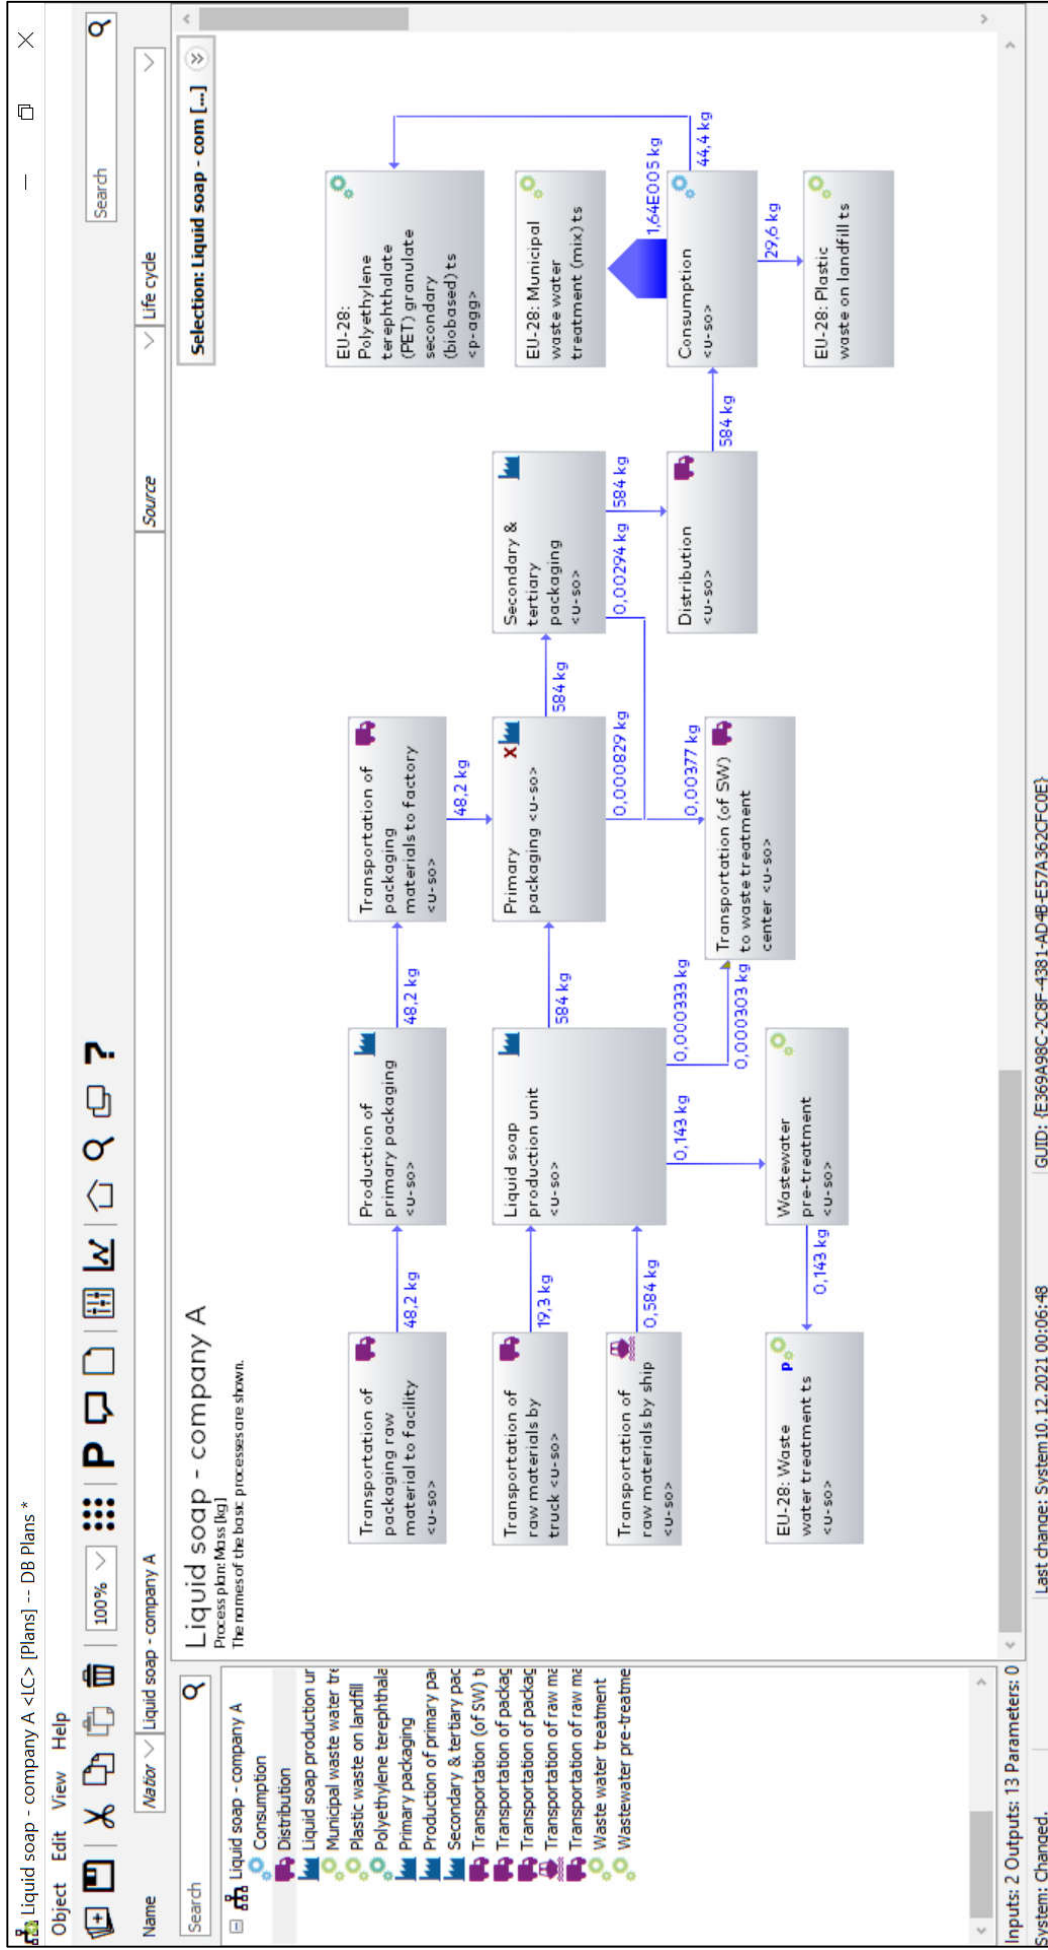 Liquid soap - company A <LC> [Plans] -- DB Plans *
Object Edit View Help
100%
P
?
Search
Name
Nation
Liquid soap - company A
Source
Life cycle
Search
Liquid soap - company A
Consumption
Distribution
Liquid soap production ur
Municipal waste water tre
Plastic waste on landfill
Polyethylene terephthala
Primary packaging
Production of primary pa
Secondary & tertiary pac
Transportation (of SW) t
Transportation of packag
Transportation of packag
Transportation of raw ma
Transportation of raw ma
Waste water treatment
Wastewater pre-treatme
Liquid soap - company A
Process plan: Mass [kg]
The names of the basic processes are shown.
Selection: Liquid soap - com [...]
Transportation of
packaging raw
material to facility
<u-so>
48,2 kg
Production of
primary packaging
<u-so>
48,2 kg
Transportation of
packaging
materials to factory
<u-so>
48,2 kg
EU-28:
Polyethylene
terephthalate
(PET) granulate
secondary
(biobased) ts
<p-agg>
Transportation of
raw materials by
truck <u-so>
19,3 kg
Liquid soap
production unit
<u-so>
584 kg
Primary
packaging <u-so>
X
584 kg
Secondary &
tertiary
packaging
<u-so>
EU-28: Municipal
waste water
treatment (mix) ts
1,64E005 kg
Transportation of
raw materials by ship
<u-so>
0,584 kg
0,143 kg
0,000333 kg
0,000303 kg
0,000829 kg
0,00294 kg
584 kg
0,00377 kg
Transportation (of SW)
to waste treatment
center <u-so>
Distribution
<u-so>
584 kg
Consumption
<u-so>
44,4 kg
29,6 kg
EU-28: Waste
water treatment ts
<u-so>
p
0,143 kg
Wastewater
pre-treatment
<u-so>
EU-28: Plastic
waste on landfill ts
Inputs: 2 Outputs: 13 Parameters: 0
System: Changed.
Last change: System10.12.2021 00:06:48
GUID: {E369A98C-2C8F-4381-AD4B-E57A362CFC0E}